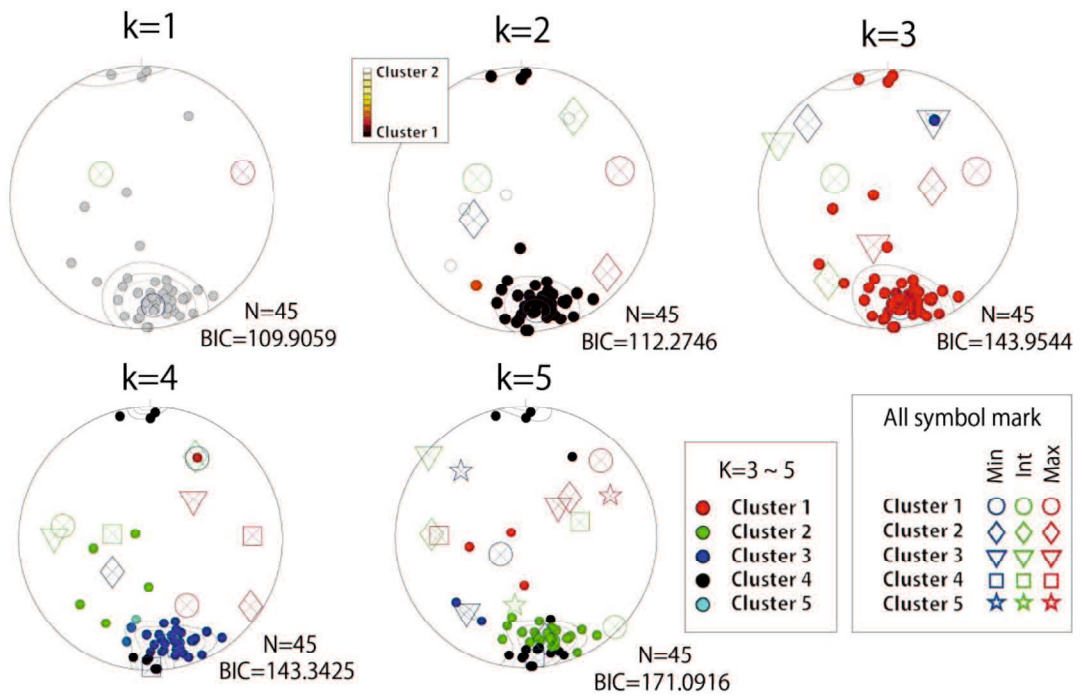 k=1
k=2
k=3
Cluster 2
Cluster 1
N=45
BIC=109.9059
N=45
BIC=112.2746
N=45
BIC=143.9544
k=4
k=5
N=45
BIC=143.3425
N=45
BIC=171.0916
K=3 ~ 5
Cluster 1
Cluster 2
Cluster 3
Cluster 4
Cluster 5
All symbol mark
Min
Int
Max
Cluster 1
Cluster 2
Cluster 3
Cluster 4
Cluster 5